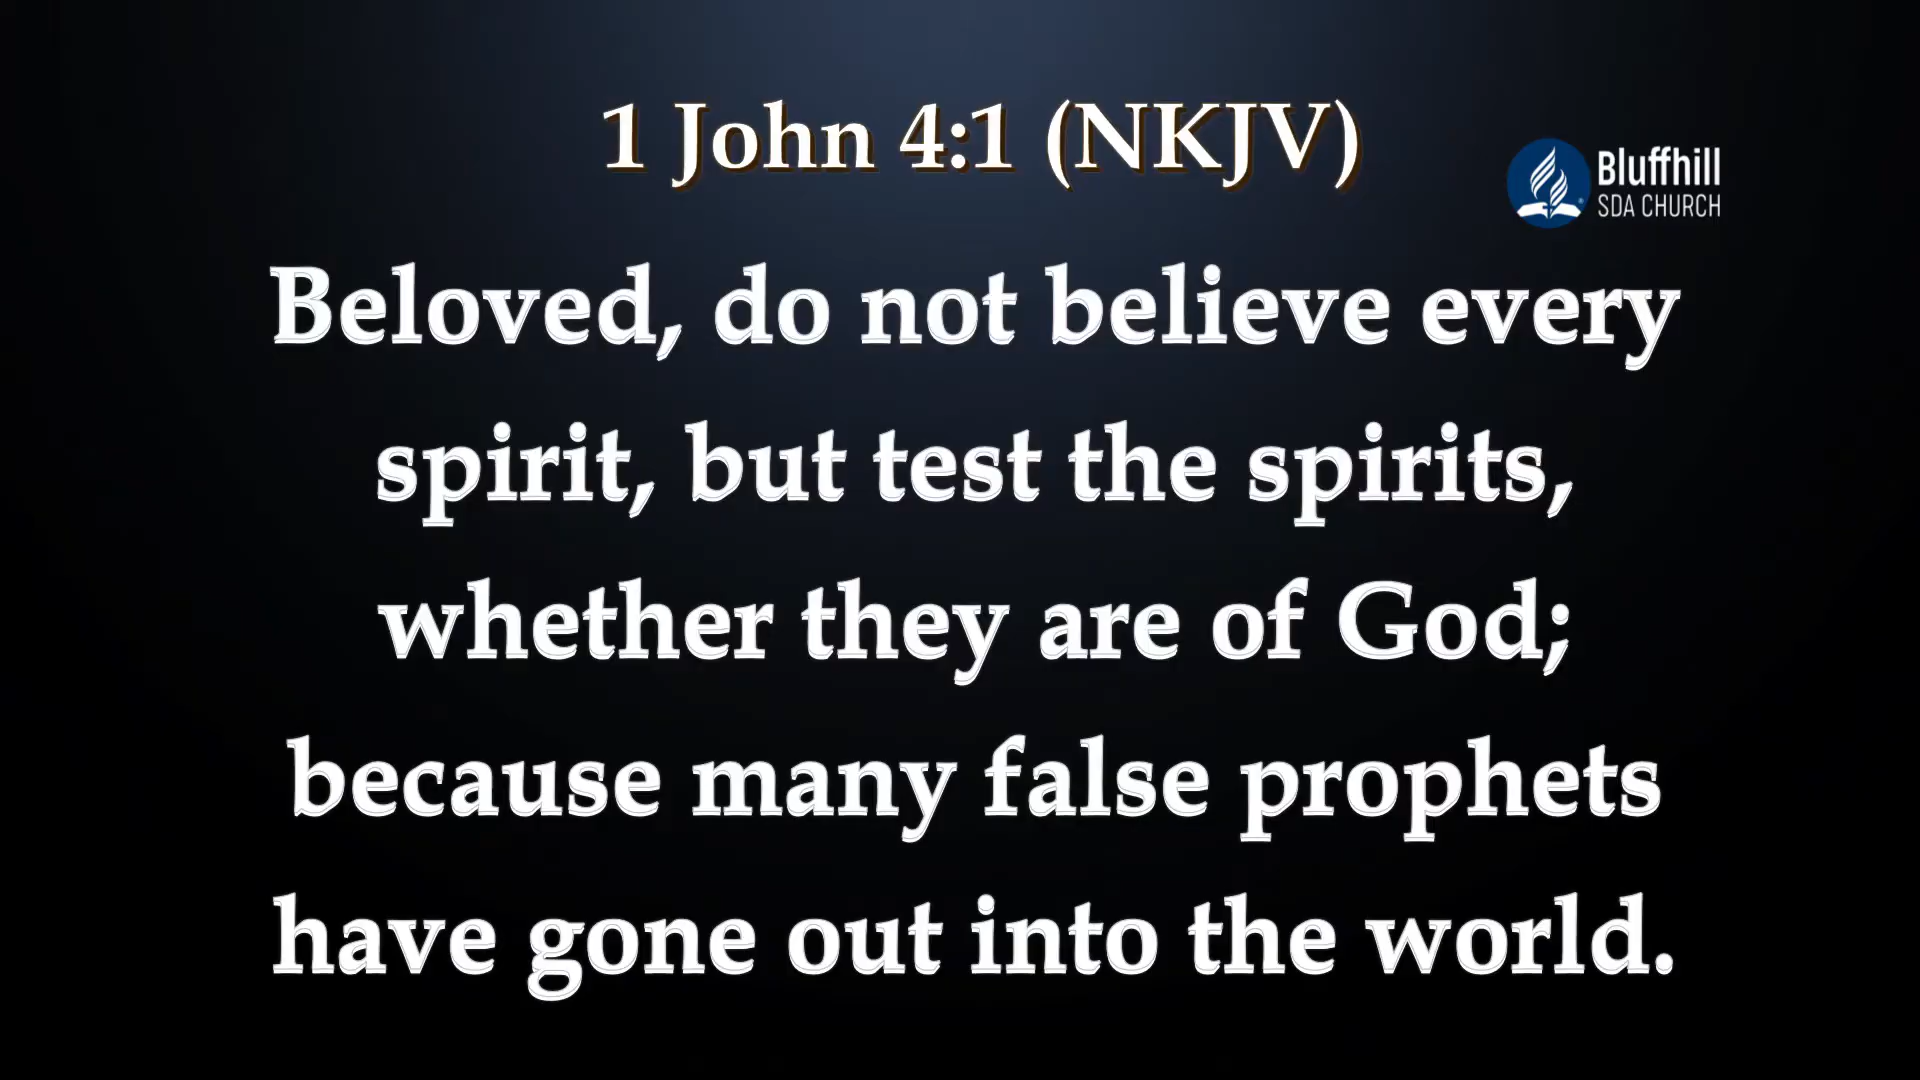 1 John 4:1 (NKJV)
Bluffhill
SDA CHURCH
Beloved, do not believe every
spirit, but test the spirits,
whether they are of God;
because many false prophets
have gone out into the world.